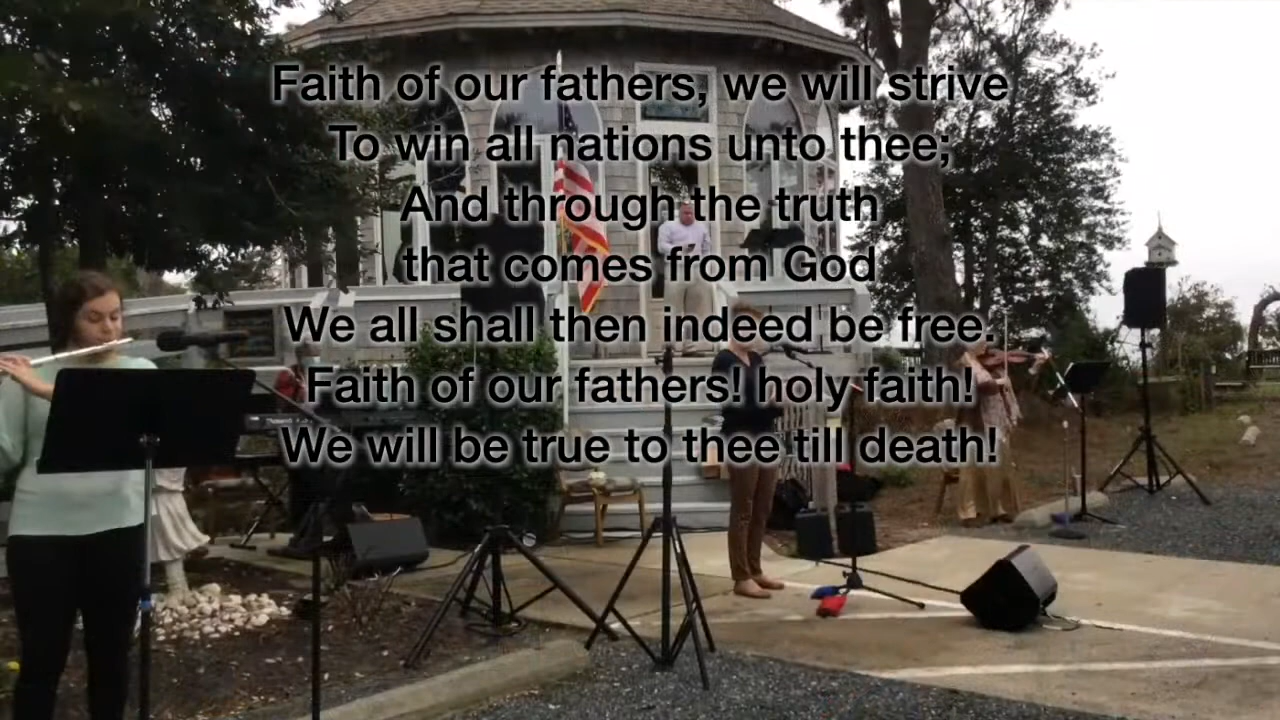 Faith of our fathers, we will strive
To win all nations unto thee;
And through the truth
that comes from God
We all shall then indeed be free.
Faith of our fathers! holy faith!
We will be true to thee till death!